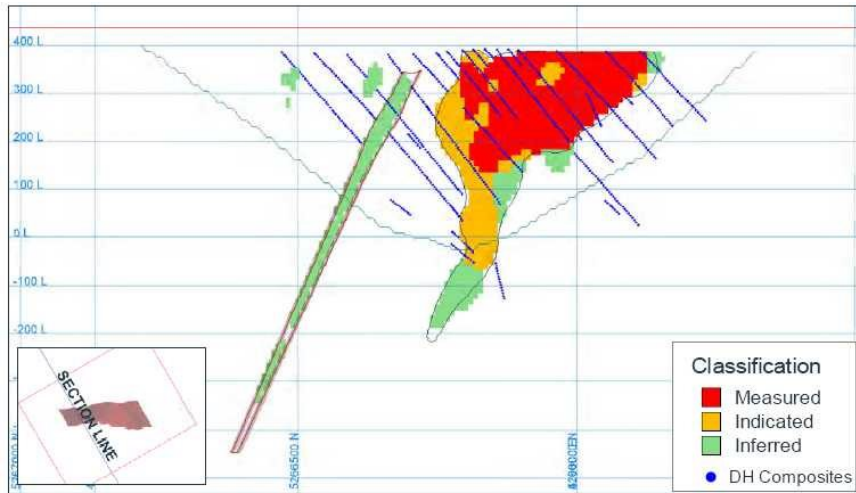 400 L
300 L
200 L
100 L
0 L
-100 L
-200 L
SECTION LINE
5266500 N
Classification
Measured
Indicated
Inferred
DH Composites